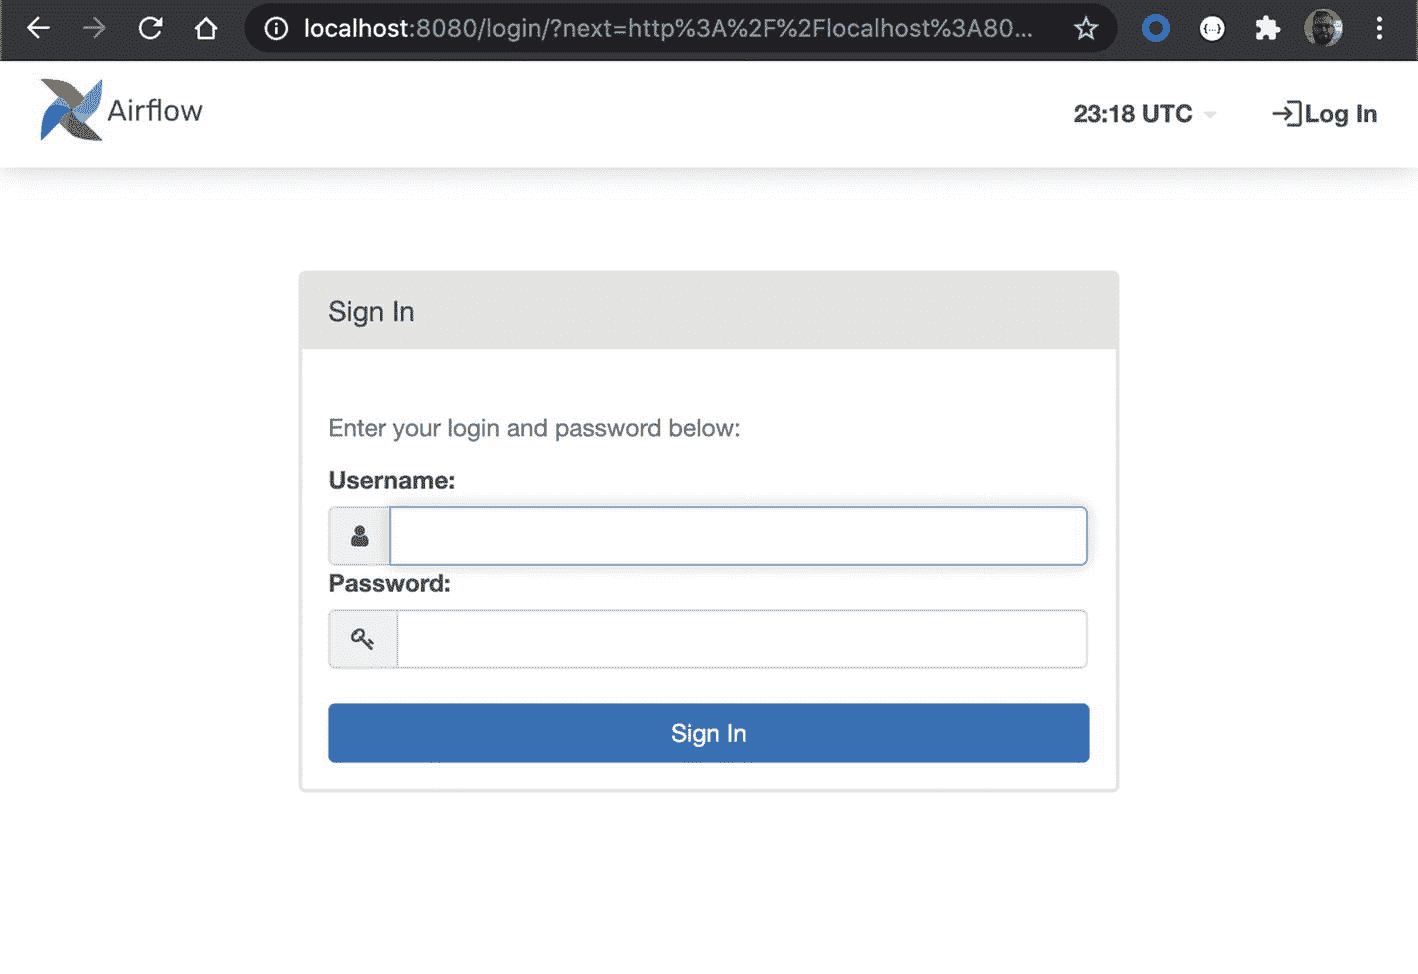 localhost:8080/login/?next=http%3A%2F%2Flocalhost%3A80...
Airflow
23:18 UTC
Log In
Sign In
Enter your login and password below:
Username:
Password:
Sign In